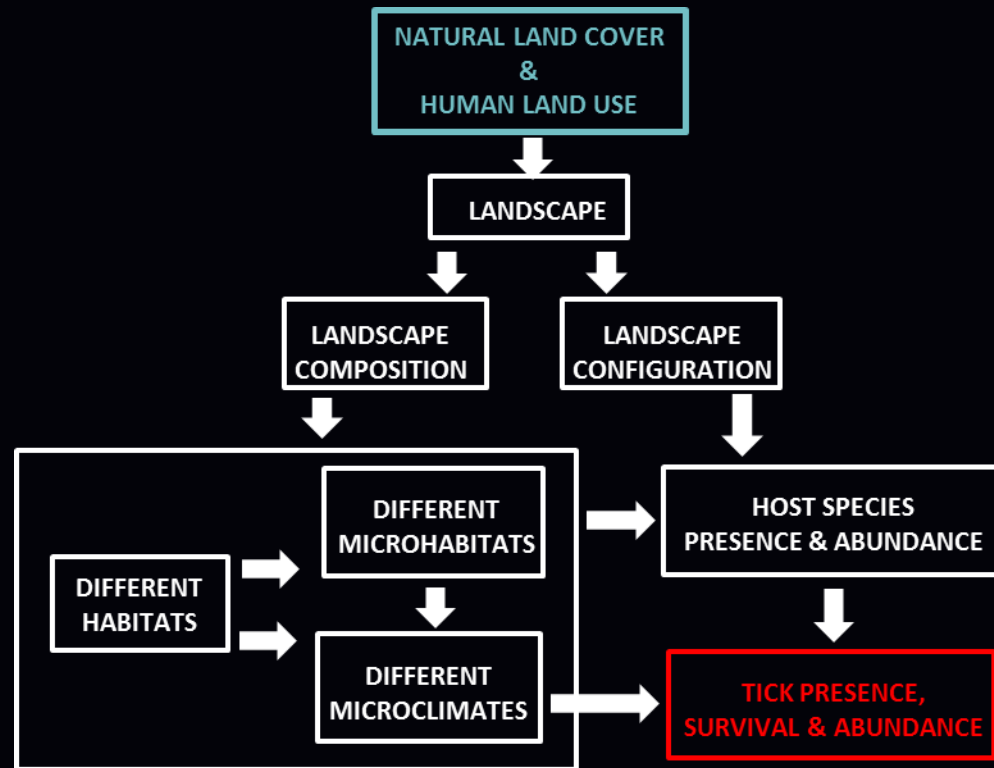 NATURAL LAND COVER
&
HUMAN LAND USE
LANDSCAPE
LANDSCAPE
COMPOSITION
LANDSCAPE
CONFIGURATION
DIFFERENT
MICROHABITATS
HOST SPECIES
PRESENCE & ABUNDANCE
DIFFERENT
HABITATS
DIFFERENT
MICROCLIMATES
TICK PRESENCE,
SURVIVAL & ABUNDANCE